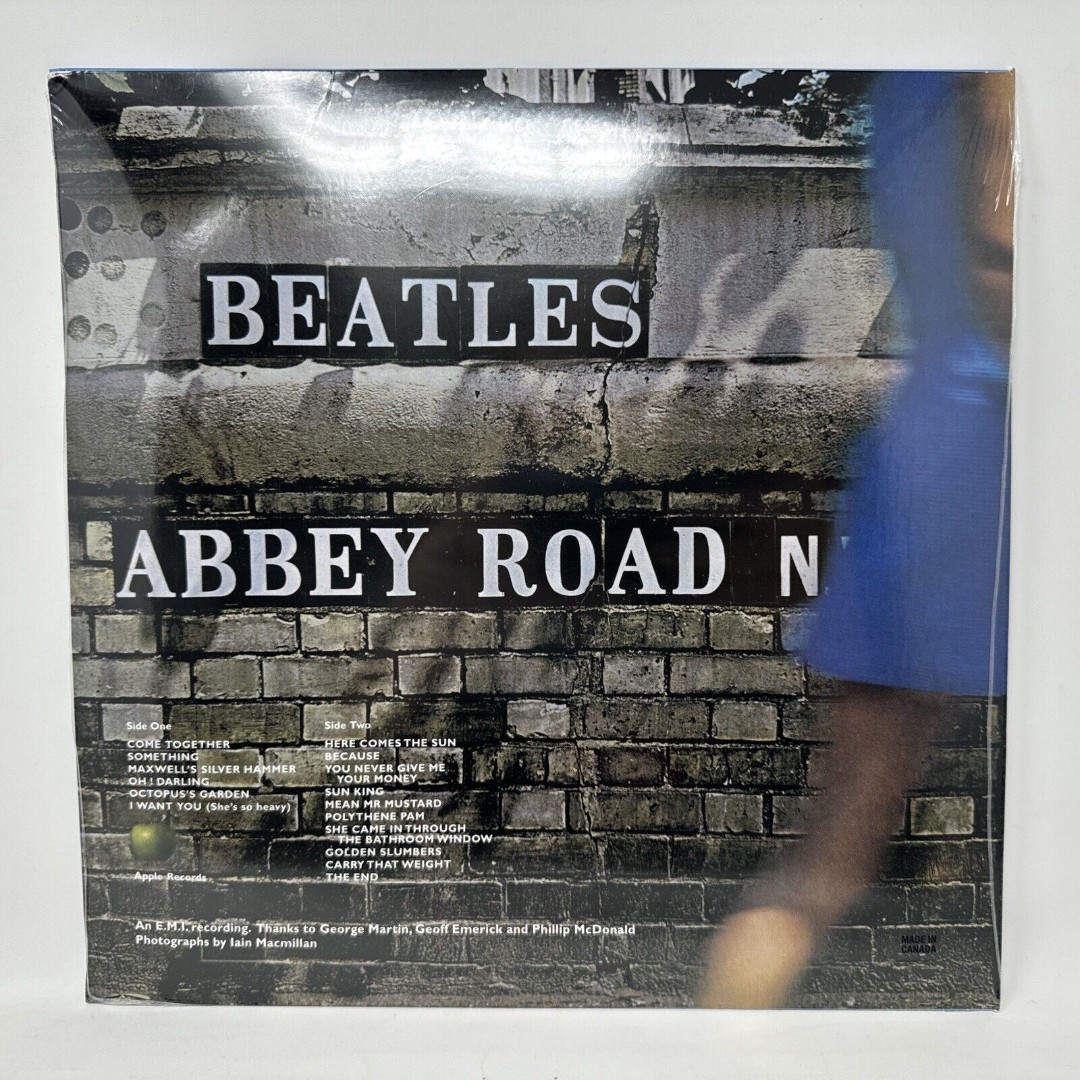 BEATLES
ABBEY ROAD N
Side One
COME TOGETHER
SOMETHING
MAXWELL'S SILVER HAMMER
OH! DARLING
OCTOPUS'S GARDEN
I WANT YOU (She's so heavy)
Apple Records
Side Two
HERE COMES THE SUN
BECAUSE
YOU NEVER GIVE ME
YOUR MONEY
SUN KING
MEAN MR MUSTARD
POLYTHENE PAM
SHE CAME IN THROUGH
THE BATHROOM WINDOW
GOLDEN SLUMBERS
CARRY THAT WEIGHT
THE END
An E.M.I. recording. Thanks to George Martin, Geoff Emerick and Phillip McDonald
Photographs by Iain Macmillan
MADE IN
CANADA